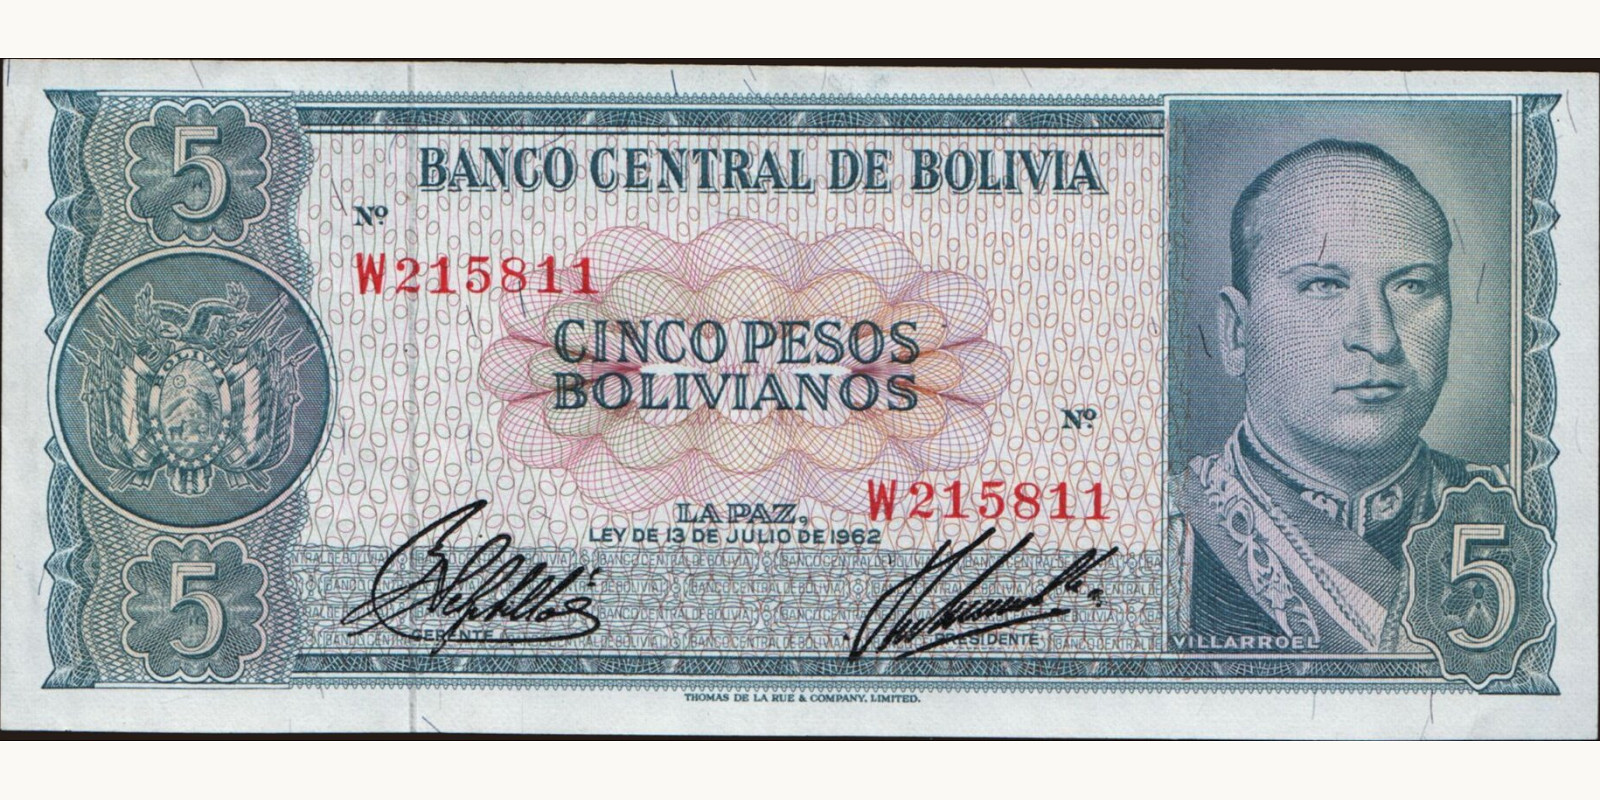 5
BANCO CENTRAL DE BOLIVIA
Nº
W215811
CINCO PESOS
BOLIVIANOS
Nº
W215811
LA PAZ,
LEY DE 13 DE JULIO DE 1962
5
GERENTE
PRESIDENTE
VILLARROEL
5
THOMAS DE LA RUE & COMPANY, LIMITED.